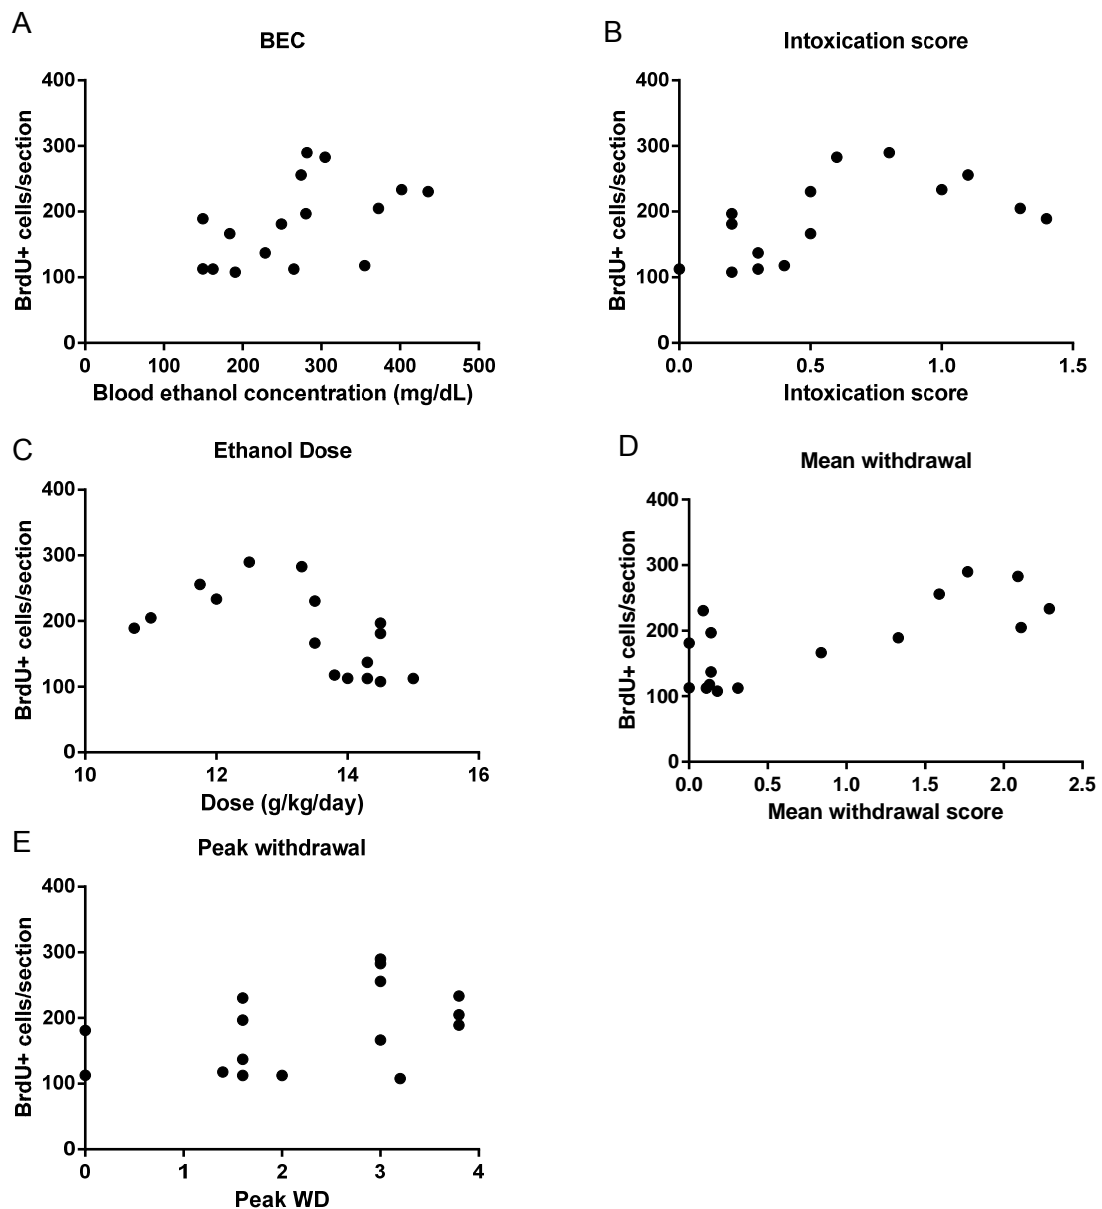 A
BEC
BrdU+ cells/section
400
300
200
100
0
0 100 200 300 400 500
Blood ethanol concentration (mg/dL)
B
Intoxication score
BrdU+ cells/section
400
300
200
100
0
0.0 0.5 1.0 1.5
Intoxication score
C
Ethanol Dose
BrdU+ cells/section
400
300
200
100
0
10 12 14 16
Dose (g/kg/day)
D
Mean withdrawal
BrdU+ cells/section
400
300
200
100
0
0.0 0.5 1.0 1.5 2.0 2.5
Mean withdrawal score
E
Peak withdrawal
BrdU+ cells/section
400
300
200
100
0
0 1 2 3 4
Peak WD